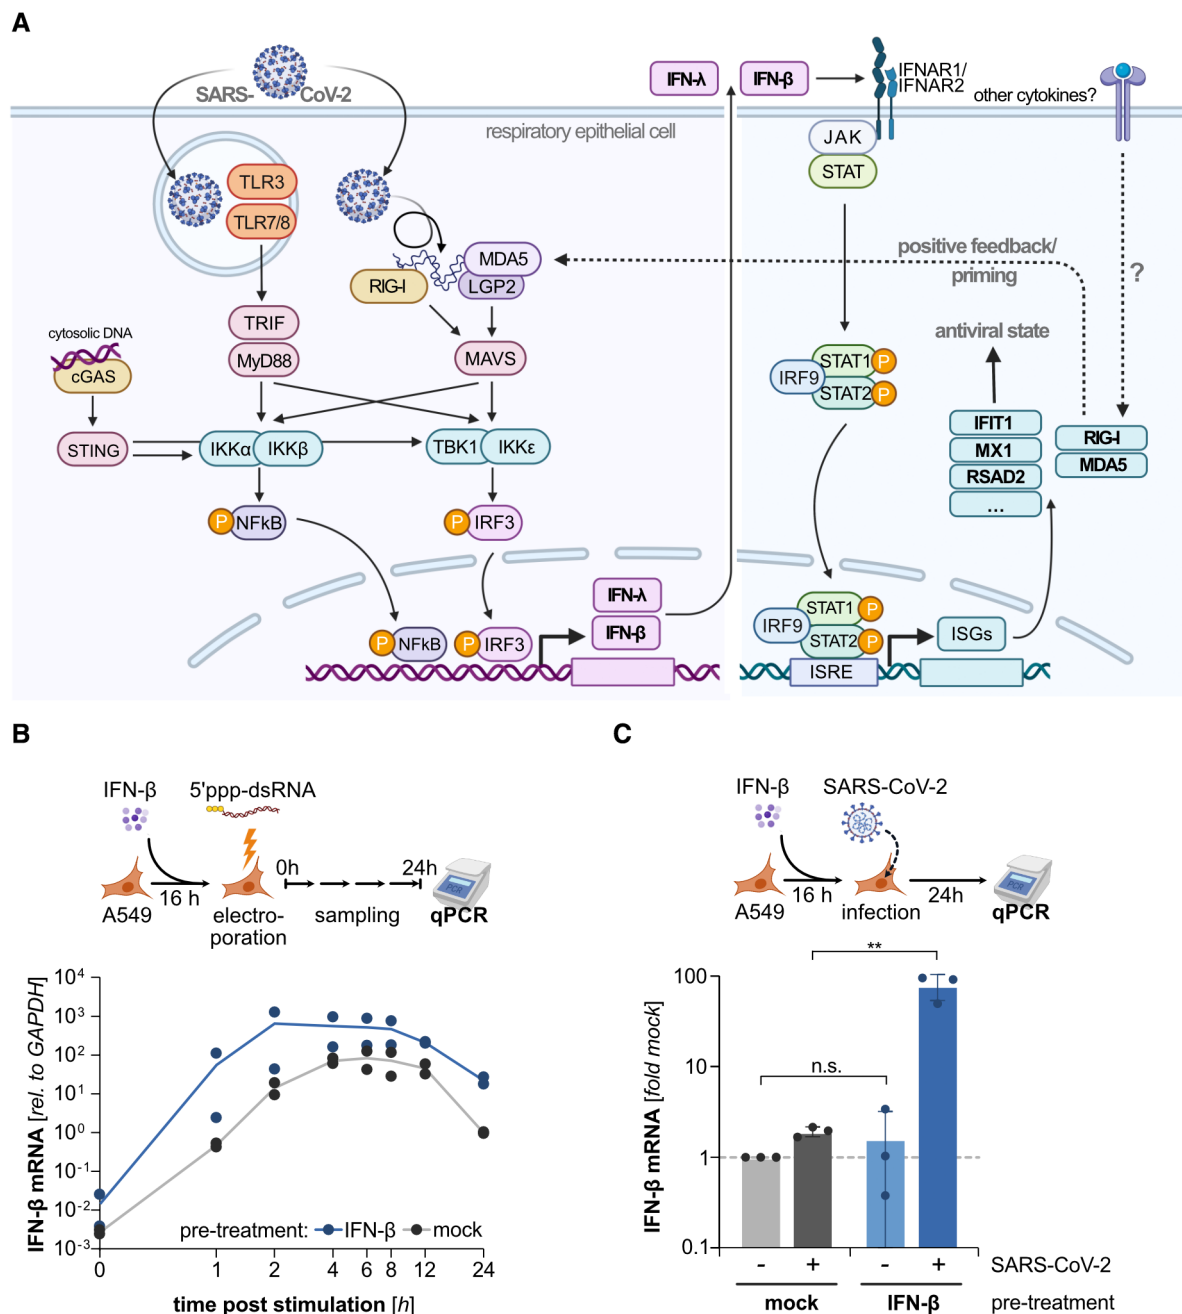 A
SARS-CoV-2
respiratory epithelial cell
IFN-λ
IFN-β
IFNAR1/
IFNAR2
other cytokines?
JAK
STAT
TLR3
TLR7/8
MDA5
LGP2
RIG-I
positive feedback/
priming
?
TRIF
MyD88
MAVS
cytosolic DNA
cGAS
STING
IKKα
IKKβ
TBK1
IKKε
P
NFkB
P
IRF3
antiviral state
IRF9
STAT1
P
STAT2
P
IFIT1
MX1
RSAD2
...
RIG-I
MDA5
IFN-λ
IFN-β
P
NFkB
P
IRF3
IRF9
STAT1
P
STAT2
P
ISRE
ISGs
B
IFN-β
5'ppp-dsRNA
0h
24h
16 h
A549
electro-
poration
sampling
PCR
qPCR
IFN-β mRNA [rel. to GAPDH]
10⁴
10³
10²
10¹
10⁰
10⁻¹
10⁻²
10⁻³
pre-treatment: IFN-β mock
0 1 2 4 6 8 12 24
time post stimulation [h]
C
IFN-β
SARS-CoV-2
16 h
24h
A549
infection
PCR
qPCR
**
n.s.
IFN-β mRNA [fold mock]
100
10
1
0.1
- + - + SARS-CoV-2
mock IFN-β pre-treatment